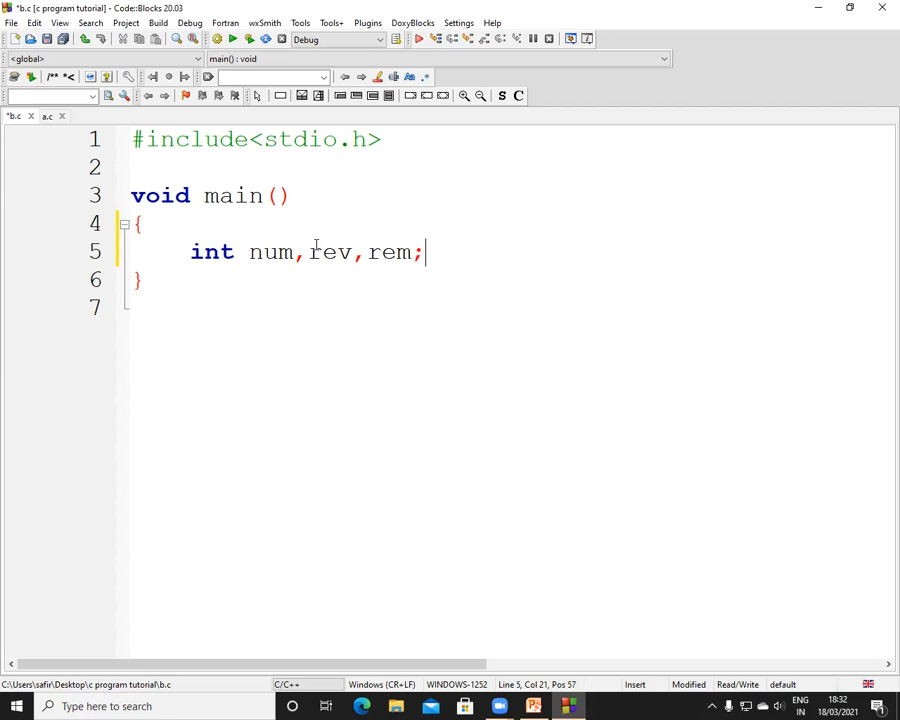 *b.c [c program tutorial] - Code::Blocks 20.03
File Edit View Search Project Build Debug Fortran wxSmith Tools Tools+ Plugins DoxyBlocks Settings Help
Debug
<global> main() : void
/** *< Aa .*
S C
*b.c a.c
1 #include<stdio.h>
2
3 void main()
4 {
5 int num,rev,rem;
6 }
7
C:\Users\safir\Desktop\c program tutorial\b.c C/C++ Windows (CR+LF) WINDOWS-1252 Line 5, Col 21, Pos 57 Insert Modified Read/Write default
Type here to search ENG IN 18:32 18/03/2021 1